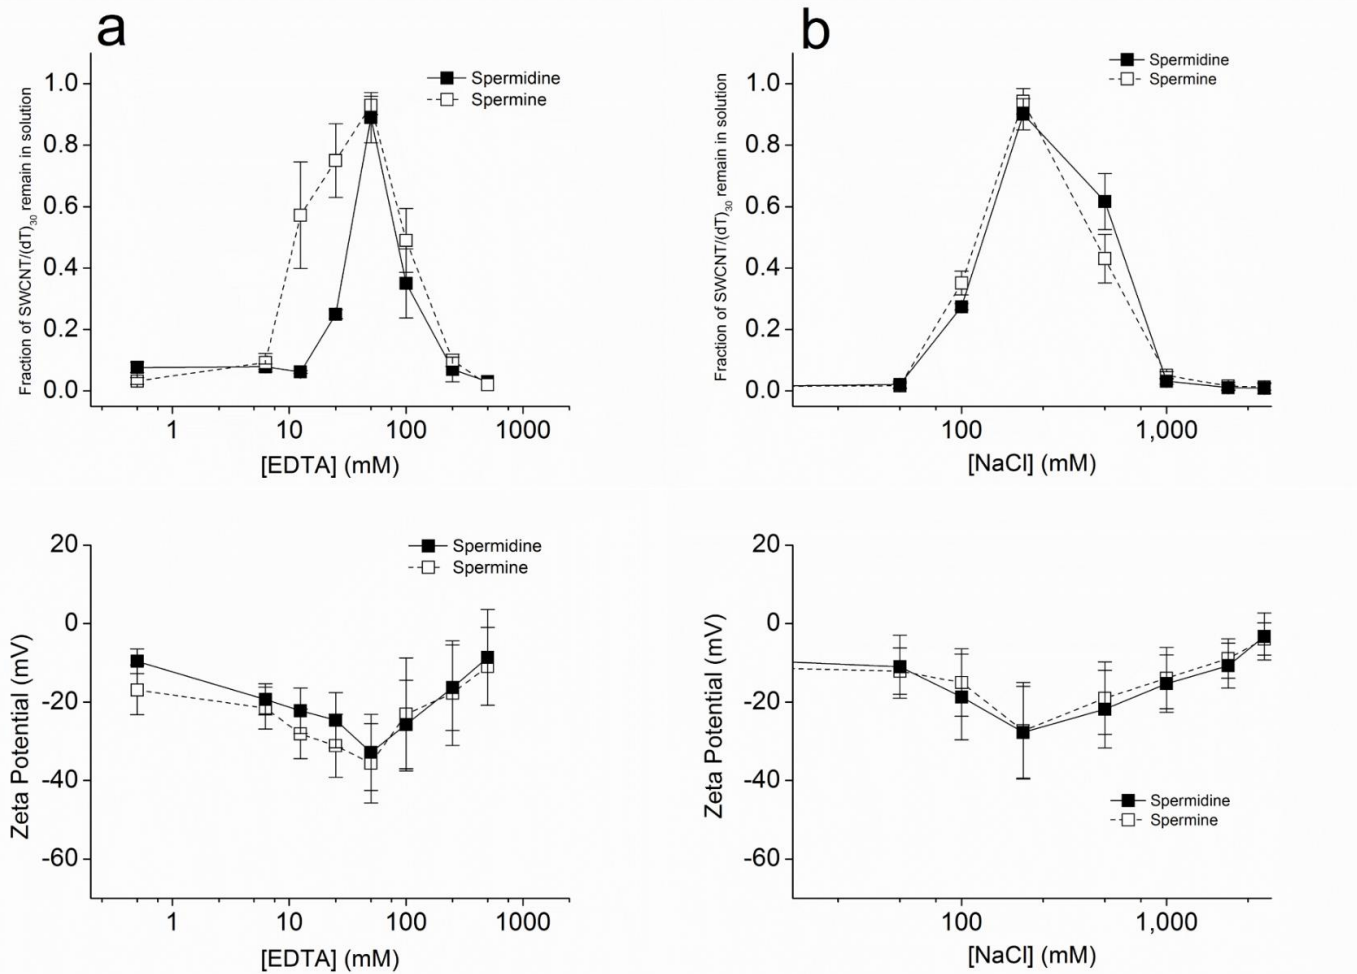 a
Spermidine
Spermine
Fraction of SWCNT/(dT)30 remain in solution
1.0
0.8
0.6
0.4
0.2
0.0
1 10 100 1000
[EDTA] (mM)
b
Spermidine
Spermine
Fraction of SWCNT/(dT)30 remain in solution
1.0
0.8
0.6
0.4
0.2
0.0
100 1,000
[NaCl] (mM)
Spermidine
Spermine
Zeta Potential (mV)
20
0
-20
-40
-60
1 10 100 1000
[EDTA] (mM)
Zeta Potential (mV)
20
0
-20
-40
-60
Spermidine
Spermine
100 1,000
[NaCl] (mM)